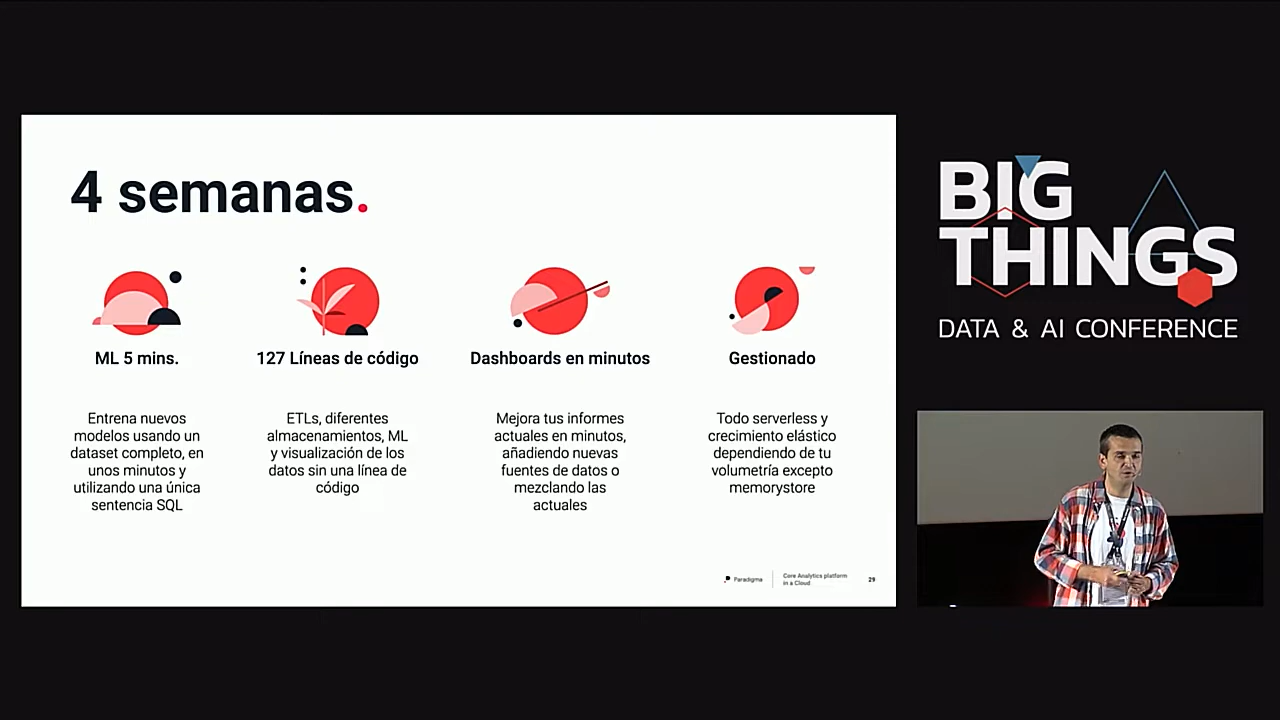 4 semanas.
ML 5 mins.
Entrena nuevos
modelos usando un
dataset completo, en
unos minutos y
utilizando una única
sentencia SQL
127 Líneas de código
ETLs, diferentes
almacenamientos, ML
y visualización de los
datos sin una línea de
código
Dashboards en minutos
Mejora tus informes
actuales en minutos,
añadiendo nuevas
fuentes de datos o
mezclando las
actuales
Gestionado
Todo serverless y
crecimiento elástico
dependiendo de tu
volumetría excepto
memorystore
Paradigma
Core Analytics platform
in a Cloud
29
BIG
THINGS
DATA & AI CONFERENCE